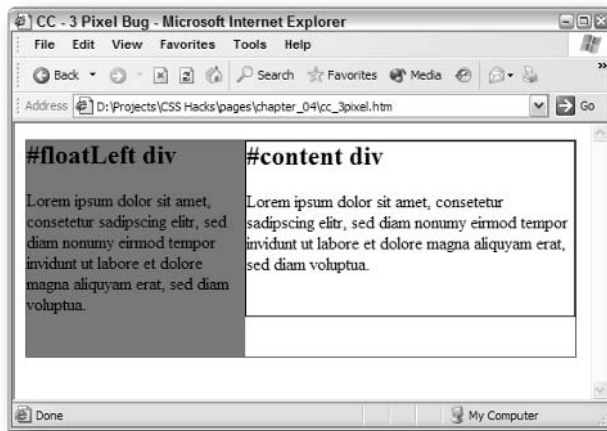 CC - 3 Pixel Bug - Microsoft Internet Explorer
File Edit View Favorites Tools Help
Back Search Favorites Media »
Address D:\Projects\CSS Hacks\pages\chapter_04\cc_3pixel.htm Go
#floatLeft div
Lorem ipsum dolor sit amet,
consetetur sadipscing elitr, sed
diam nonumy eirmod tempor
invidunt ut labore et dolore
magna aliquyam erat, sed diam
voluptua.
#content div
Lorem ipsum dolor sit amet, consetetur
sadipscing elitr, sed diam nonumy eirmod tempor
invidunt ut labore et dolore magna aliquyam erat,
sed diam voluptua.
Done My Computer